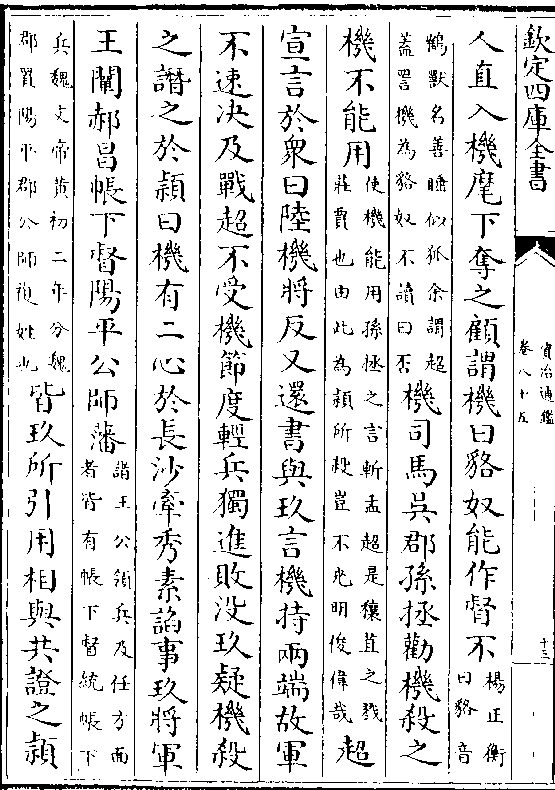 欽定四庫全書
資治通鑑
卷八十五
十三
人直入機麾下奪之顧謂機曰貉奴能作督不
楊正衡
曰貉音
鶴獸名善睡似狐余謂超
蓋詈機為貉奴不讀曰否
機司馬吳郡孫拯勸機殺之
機不能用
使機能用孫拯之言斬孟超是穰苴之戮
莊賈也由此為穎所殺豈不光明俊偉哉
超
宣言於衆曰陸機將反又還書與玖言機持兩端故軍
不速決及戰超不受機節度輕兵獨進敗没玖疑機殺
之譖之於穎曰機有二心於長沙牽秀素諂事玖將軍
王闡郝昌帳下督陽平公師藩
諸王公領兵及任方面
者皆有帳下督統帳下
兵魏文帝黄初二年分魏
郡置陽平郡公師複姓也
皆玖所引用相與共證之穎